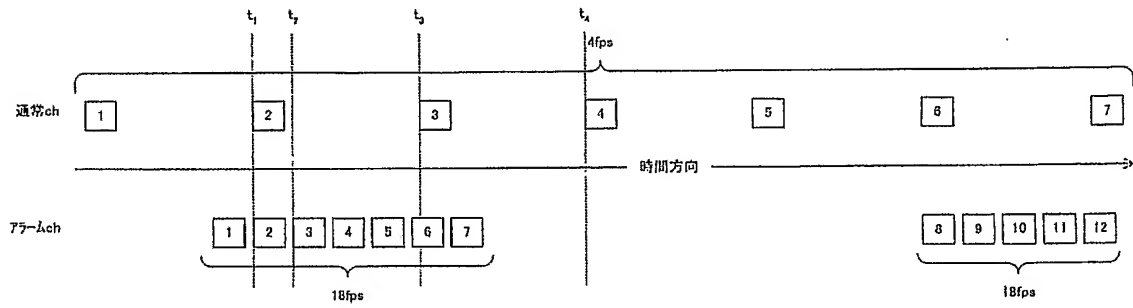 t₁ t₂ t₃ t₄
4fps
通常ch 1 2 3 4 5 6 7
時間方向
アラームch 1 2 3 4 5 6 7 8 9 10 11 12
18fps 18fps